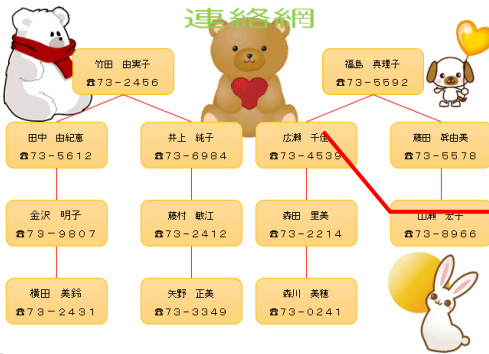 連絡網
竹田　由実子
☎73－2456
福島　真理子
☎73－5592
田中　由紀恵
☎73－5612
井上　純子
☎73－6984
広瀬　千佳
☎73－4539
藤田　眞由美
☎73－5578
金沢　明子
☎73－9807
藤村　敏江
☎73－2412
森田　里美
☎73－2214
山瀬　宏子
☎73－8966
横田　美鈴
☎73－2431
矢野　正美
☎73－3349
森川　美穂
☎73－0241